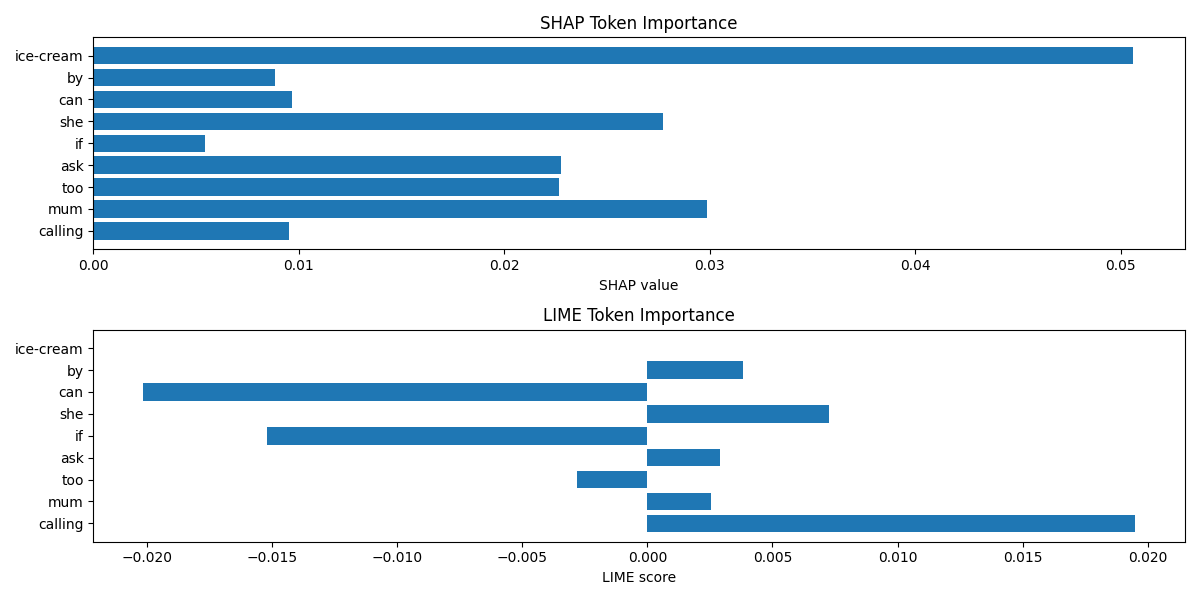 SHAP Token Importance
ice-cream
by
can
she
if
ask
too
mum
calling
0.00 0.01 0.02 0.03 0.04 0.05
SHAP value
LIME Token Importance
ice-cream
by
can
she
if
ask
too
mum
calling
−0.020 −0.015 −0.010 −0.005 0.000 0.005 0.010 0.015 0.020
LIME score